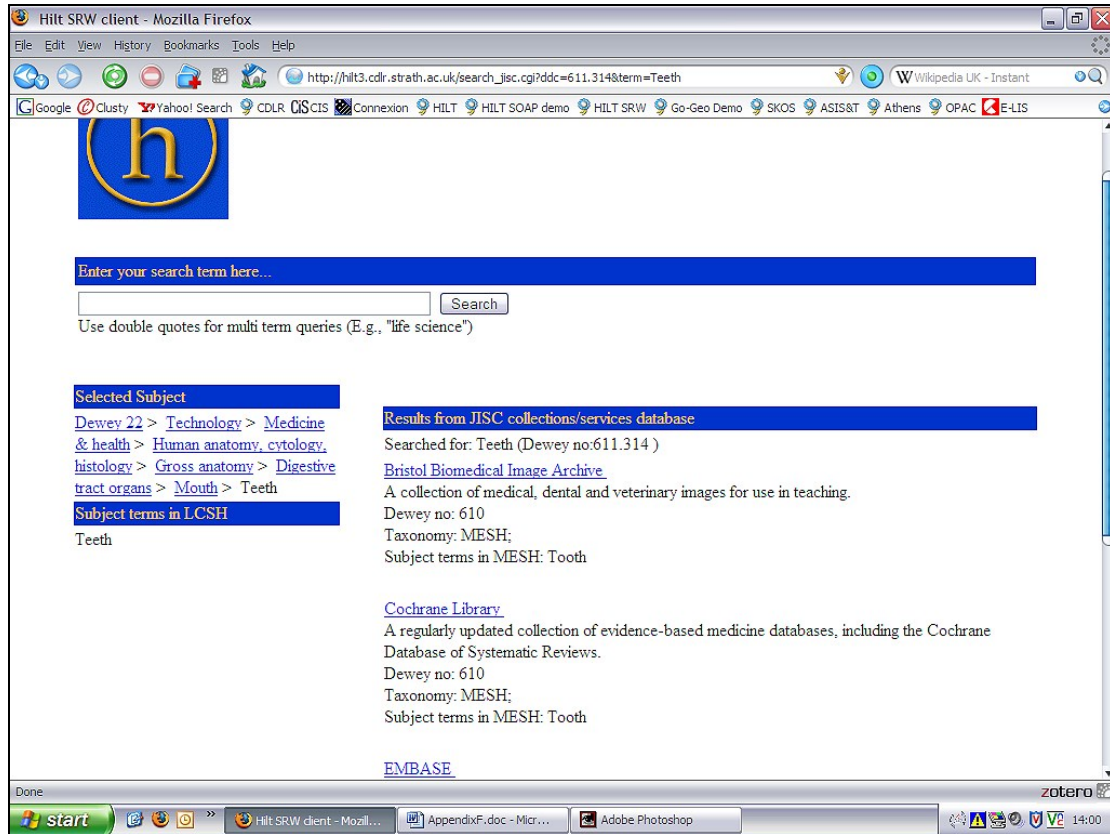 Hilt SRW client - Mozilla Firefox
File Edit View History Bookmarks Tools Help
http://hilt3.cdlr.strath.ac.uk/search_jisc.cgi?ddc=611.314&term=Teeth
W Wikipedia UK - Instant
Google Clusty Yahoo! Search CDLR CIS CIS Connexion HILT HILT SOAP demo HILT SRW Go-Geo Demo SKOS ASIS&T Athens OPAC E-LIS
h
Enter your search term here...
Search
Use double quotes for multi term queries (E.g., "life science")
Selected Subject
Dewey 22 > Technology > Medicine
& health > Human anatomy, cytology,
histology > Gross anatomy > Digestive
tract organs > Mouth > Teeth
Subject terms in LCSH
Teeth
Results from JISC collections/services database
Searched for: Teeth (Dewey no:611.314 )
Bristol Biomedical Image Archive
A collection of medical, dental and veterinary images for use in teaching.
Dewey no: 610
Taxonomy: MESH;
Subject terms in MESH: Tooth
Cochrane Library
A regularly updated collection of evidence-based medicine databases, including the Cochrane
Database of Systematic Reviews.
Dewey no: 610
Taxonomy: MESH;
Subject terms in MESH: Tooth
EMBASE
Done
zotero
start
Hilt SRW client - Mozill...
AppendixF.doc - Micr...
Adobe Photoshop
14:00